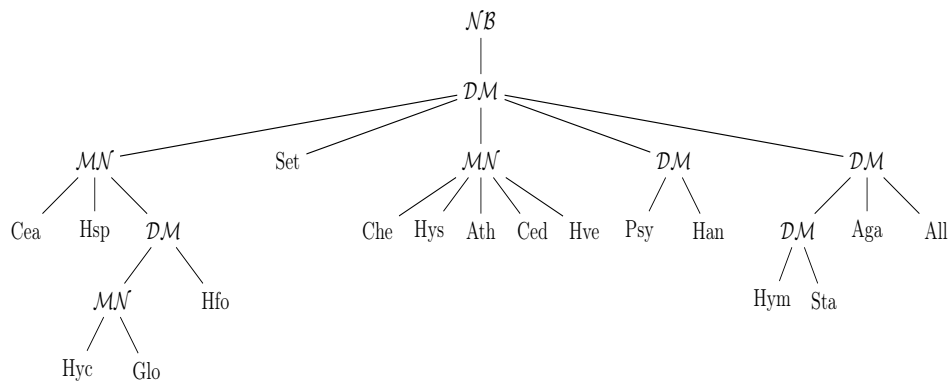 𝒩ℬ
𝒟ℳ
ℳ𝒩 Set ℳ𝒩 𝒟ℳ 𝒟ℳ
Cea Hsp 𝒟ℳ Che Hys Ath Ced Hve Psy Han 𝒟ℳ Aga All
ℳ𝒩 Hfo Hym Sta
Hyc Glo